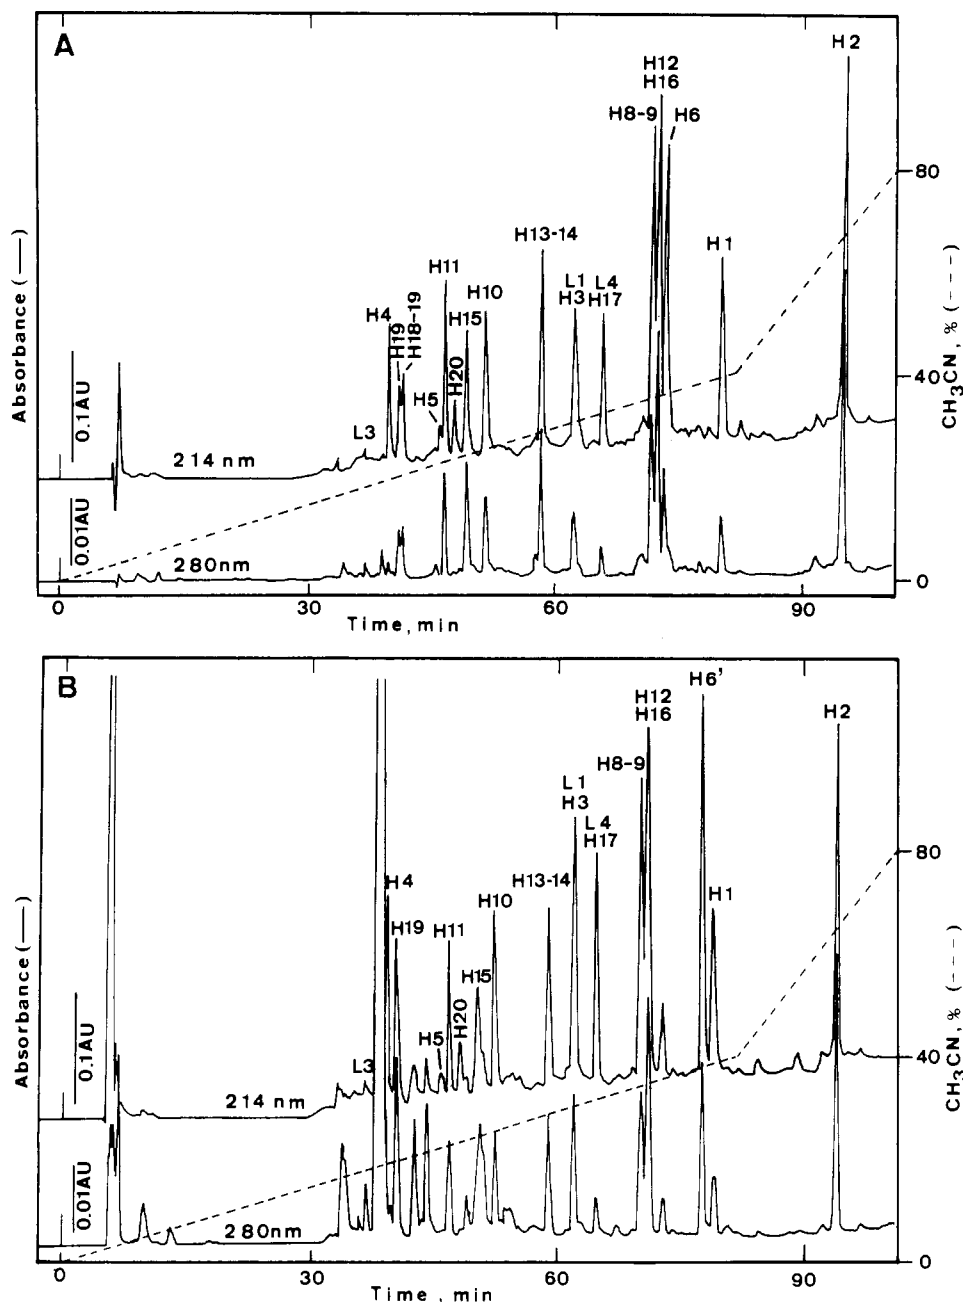 A
H2
H12
H16
H8-9
H6
80
H13-14
H1
H11
H10
L1
H3
L4
H17
H4
H19
H18-19
H15
H5
H20
40
L3
0.1AU
214 nm
0.01AU
280nm
0
Absorbance (——)
CH3CN, % (---)
0
30
60
90
Time, min
B
H6'
H12
H16
H2
H8-9
L1
H3
L4
H17
80
H4
H13-14
H10
H1
H19
H11
H15
H5
H20
40
L3
0.1AU
214 nm
0.01AU
280nm
0
Absorbance (——)
CH3CN, % (---)
0
30
60
90
Time, min